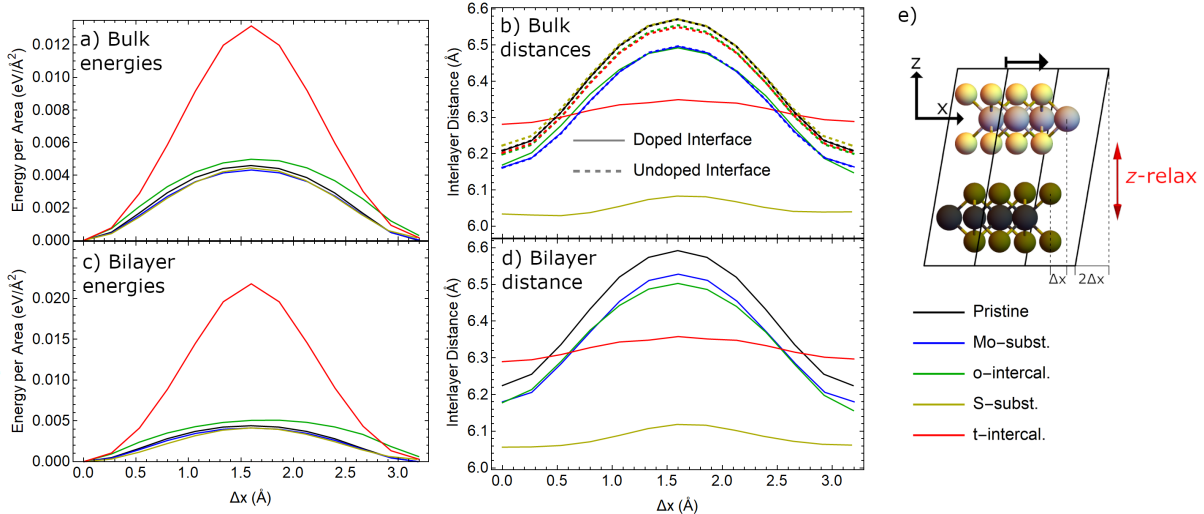 a) Bulk
energies
Energy per Area (eV/Å²)
0.012
0.010
0.008
0.006
0.004
0.002
0.000
b) Bulk
distances
Interlayer Distance (Å)
6.6
6.5
6.4
6.3
6.2
6.1
6.0
Doped Interface
Undoped Interface
c) Bilayer
energies
Energy per Area (eV/Å²)
0.020
0.015
0.010
0.005
0.000
0.0 0.5 1.0 1.5 2.0 2.5 3.0
Δx (Å)
d) Bilayer
distance
Interlayer Distance (Å)
6.6
6.5
6.4
6.3
6.2
6.1
6.0
0.0 0.5 1.0 1.5 2.0 2.5 3.0
Δx (Å)
e)
z
x
z-relax
Δx 2Δx
Pristine
Mo-subst.
o-intercal.
S-subst.
t-intercal.